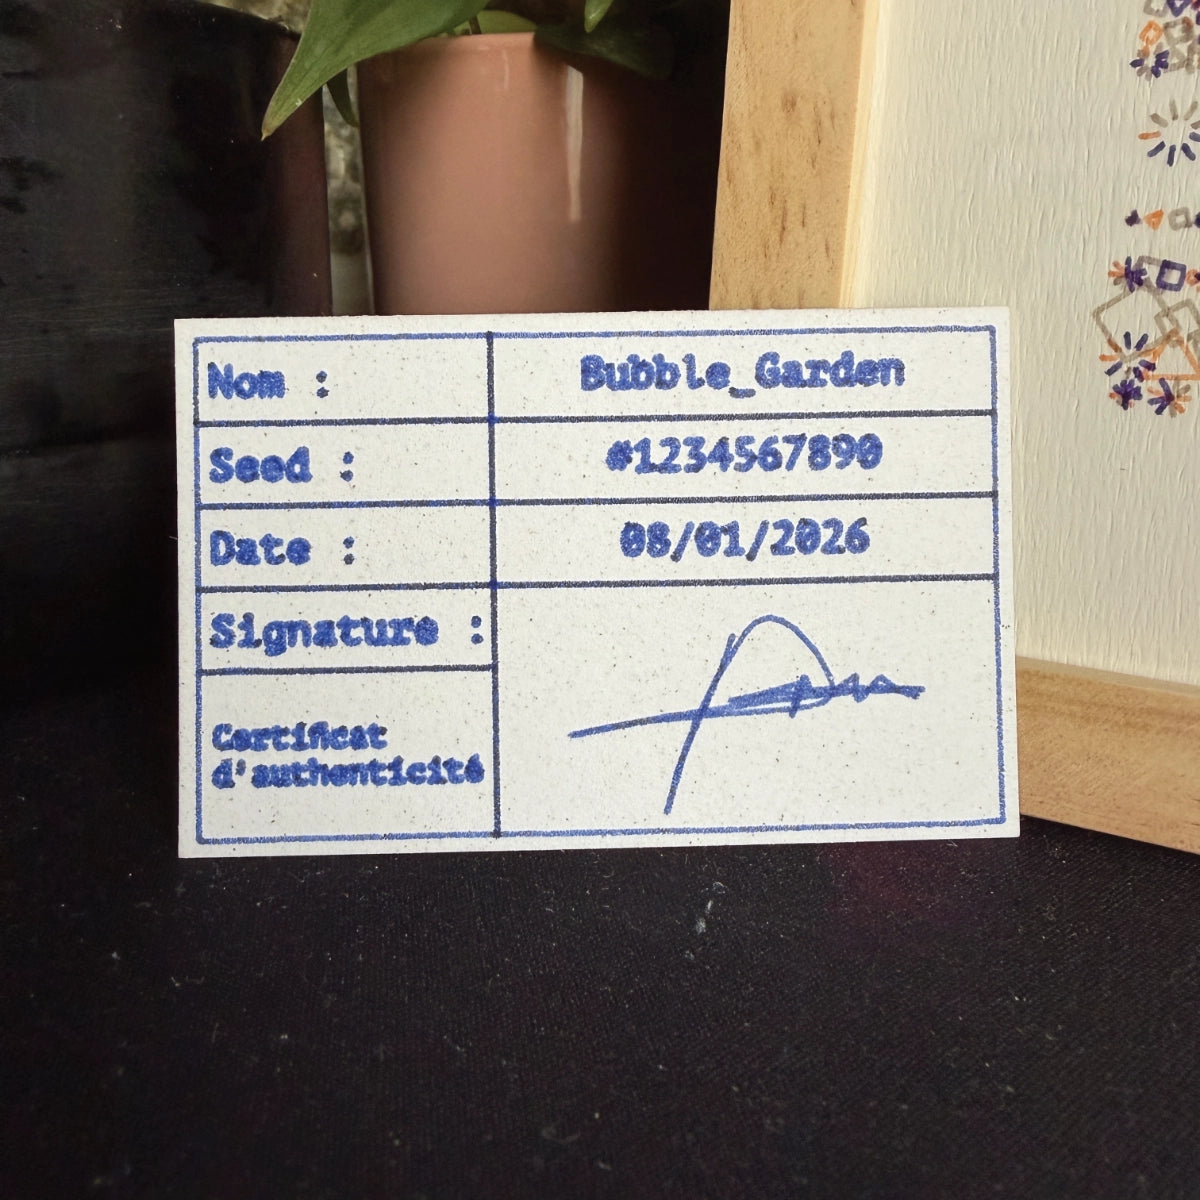 Nom : Bubble_Garden
Seed : #1234567890
Date : 08/01/2026
Signature :
Certificat
d'authenticité